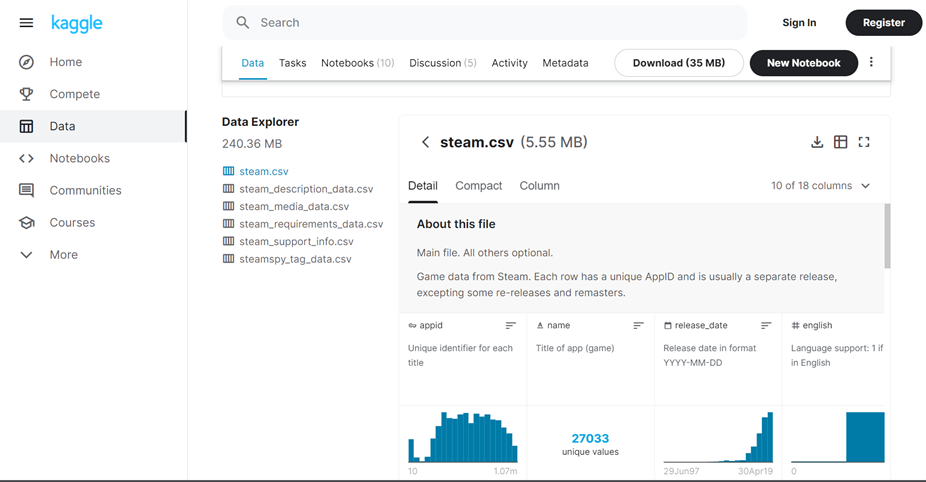 kaggle
Search
Sign In
Register
Home
Compete
Data
Notebooks
Communities
Courses
More
Data
Tasks
Notebooks (10)
Discussion (5)
Activity
Metadata
Download (35 MB)
New Notebook
Data Explorer
240.36 MB
steam.csv
steam_description_data.csv
steam_media_data.csv
steam_requirements_data.csv
steam_support_info.csv
steamspy_tag_data.csv
steam.csv (5.55 MB)
Detail
Compact
Column
10 of 18 columns
About this file
Main file. All others optional.
Game data from Steam. Each row has a unique AppID and is usually a separate release,
excepting some re-releases and remasters.
appid
Unique identifier for each
title
10
1.07m
name
Title of app (game)
27033
unique values
release_date
Release date in format
YYYY-MM-DD
29Jun97
30Apr19
# english
Language support: 1 if
in English
0